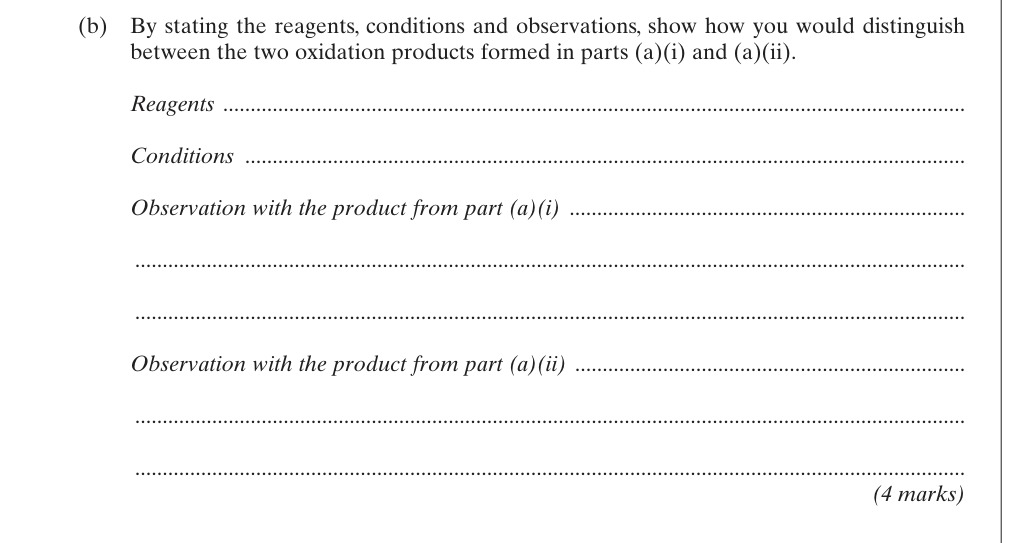 (b) By stating the reagents, conditions and observations, show how you would distinguish
between the two oxidation products formed in parts (a)(i) and (a)(ii).
Reagents ................................................................................
Conditions ................................................................................
Observation with the product from part (a)(i) ................................................................................
................................................................................
................................................................................
Observation with the product from part (a)(ii) ................................................................................
................................................................................
................................................................................
(4 marks)